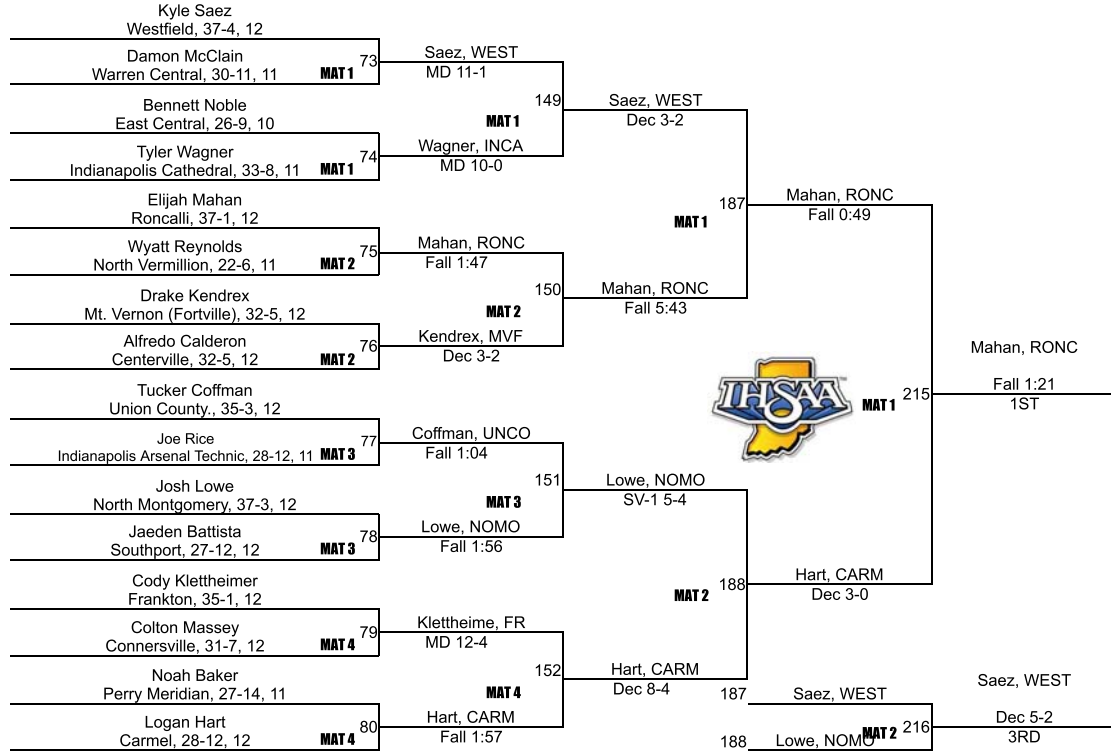 Kyle Saez
Westfield, 37-4, 12
Damon McClain
Warren Central, 30-11, 11
MAT 1
73
Saez, WEST
MD 11-1
Bennett Noble
East Central, 26-9, 10
Tyler Wagner
Indianapolis Cathedral, 33-8, 11
MAT 1
74
Wagner, INCA
MD 10-0
MAT 1
149
Saez, WEST
Dec 3-2
Elijah Mahan
Roncalli, 37-1, 12
Wyatt Reynolds
North Vermillion, 22-6, 11
MAT 2
75
Mahan, RONC
Fall 1:47
Drake Kendrex
Mt. Vernon (Fortville), 32-5, 12
Alfredo Calderon
Centerville, 32-5, 12
MAT 2
76
Kendrex, MVF
Dec 3-2
MAT 2
150
Mahan, RONC
Fall 5:43
MAT 1
187
Mahan, RONC
Fall 0:49
Tucker Coffman
Union County., 35-3, 12
Joe Rice
Indianapolis Arsenal Technic, 28-12, 11
MAT 3
77
Coffman, UNCO
Fall 1:04
Josh Lowe
North Montgomery, 37-3, 12
Jaeden Battista
Southport, 27-12, 12
MAT 3
78
Lowe, NOMO
Fall 1:56
MAT 3
151
Lowe, NOMO
SV-1 5-4
Cody Klettheimer
Frankton, 35-1, 12
Colton Massey
Connersville, 31-7, 12
MAT 4
79
Klettheime, FR
MD 12-4
Noah Baker
Perry Meridian, 27-14, 11
Logan Hart
Carmel, 28-12, 12
MAT 4
80
Hart, CARM
Fall 1:57
MAT 4
152
Hart, CARM
Dec 8-4
MAT 2
188
Hart, CARM
Dec 3-0
IHSAA
MAT 1
215
Mahan, RONC
Fall 1:21
1ST
187
Saez, WEST
188
Lowe, NOMO
MAT 2
216
Saez, WEST
Dec 5-2
3RD